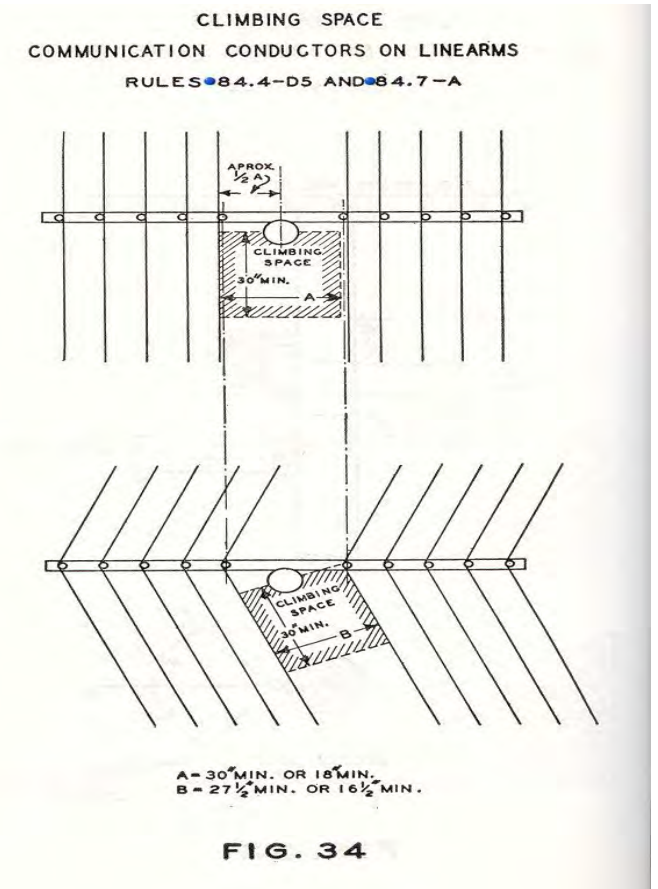 CLIMBING SPACE
COMMUNICATION CONDUCTORS ON LINEARMS
RULES 84.4-D5 AND 84.7-A
APROX.
1/2 A
CLIMBING
SPACE
30" MIN.
A
CLIMBING
SPACE
30" MIN.
B
A = 30" MIN. OR 18" MIN.
B = 27 1/2" MIN. OR 16 1/2" MIN.
FIG. 34